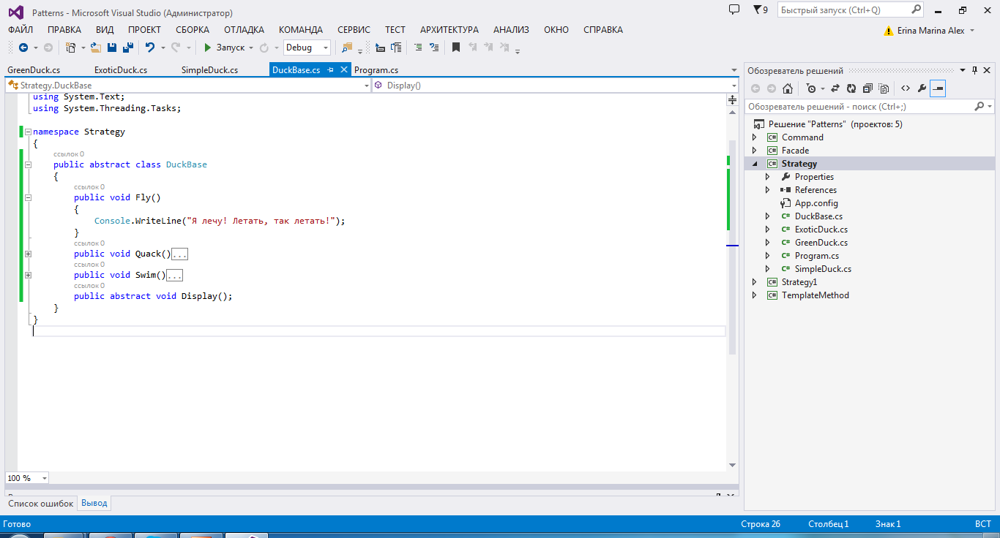 Patterns - Microsoft Visual Studio (Администратор)
9
Быстрый запуск (Ctrl+Q)
ФАЙЛ ПРАВКА ВИД ПРОЕКТ СБОРКА ОТЛАДКА КОМАНДА СЕРВИС ТЕСТ АРХИТЕКТУРА АНАЛИЗ ОКНО СПРАВКА
Erina Marina Alex
Запуск Debug
GreenDuck.cs ExoticDuck.cs SimpleDuck.cs DuckBase.cs Program.cs
Strategy.DuckBase Display()
using System.Text;
using System.Threading.Tasks;
namespace Strategy
{
ссылок 0
public abstract class DuckBase
{
ссылок 0
public void Fly()
{
Console.WriteLine("Я лечу! Летать, так летать!");
}
ссылок 0
public void Quack()...
ссылок 0
public void Swim()...
ссылок 0
public abstract void Display();
}
}
100 %
Список ошибок Вывод
Обозреватель решений
Обозреватель решений - поиск (Ctrl+;)
Решение "Patterns" (проектов: 5)
C# Command
C# Facade
C# Strategy
Properties
References
App.config
C# DuckBase.cs
C# ExoticDuck.cs
C# GreenDuck.cs
C# Program.cs
C# SimpleDuck.cs
C# Strategy1
C# TemplateMethod
Готово Строка 26 Столбец 1 Знак 1 ВСТ